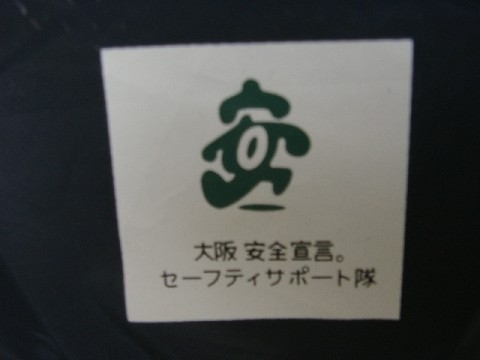 安
大阪 安全宣言。
セーフティサポート隊